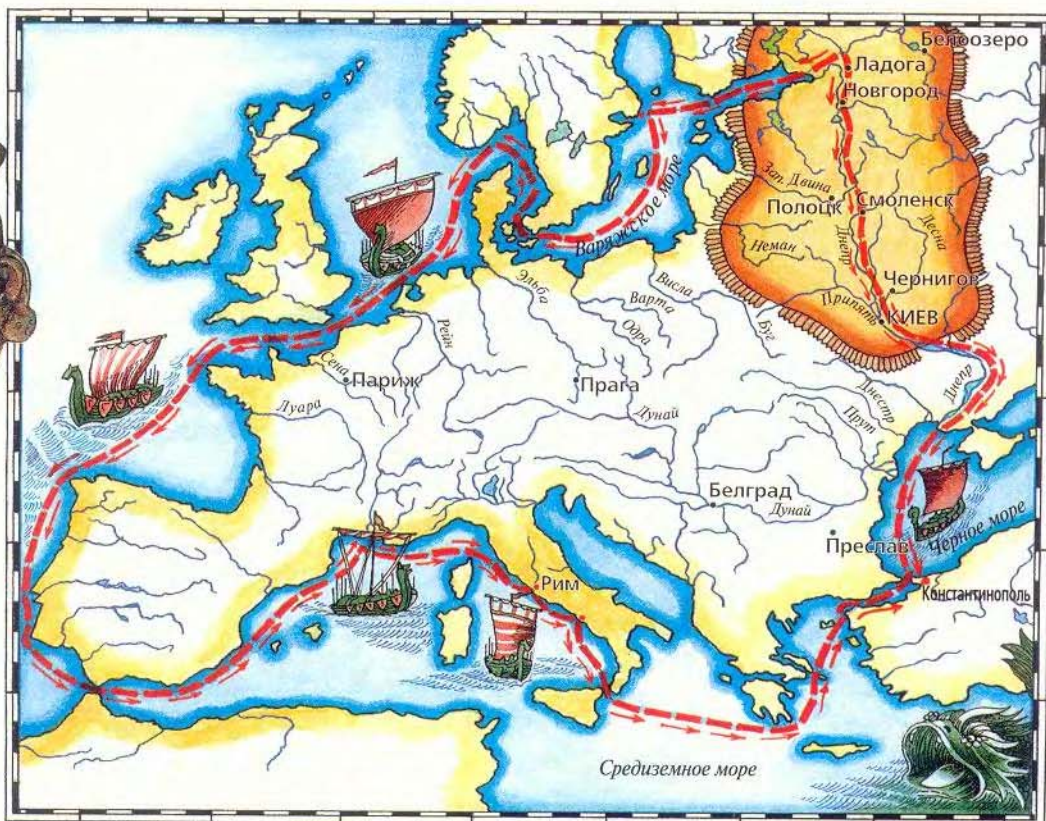 Белоозеро
Ладога
Новгород
Зап. Двина
Полоцк
Смоленск
Варяжское море
Неман
Днепр
Десна
Чернигов
Припять
КИЕВ
Эльба
Висла
Варта
Одра
Буг
Рейн
Сена
Париж
Прага
Луара
Дунай
Днестр
Прут
Днепр
Белград
Дунай
Преслав
Черное море
Рим
Константинополь
Средиземное море